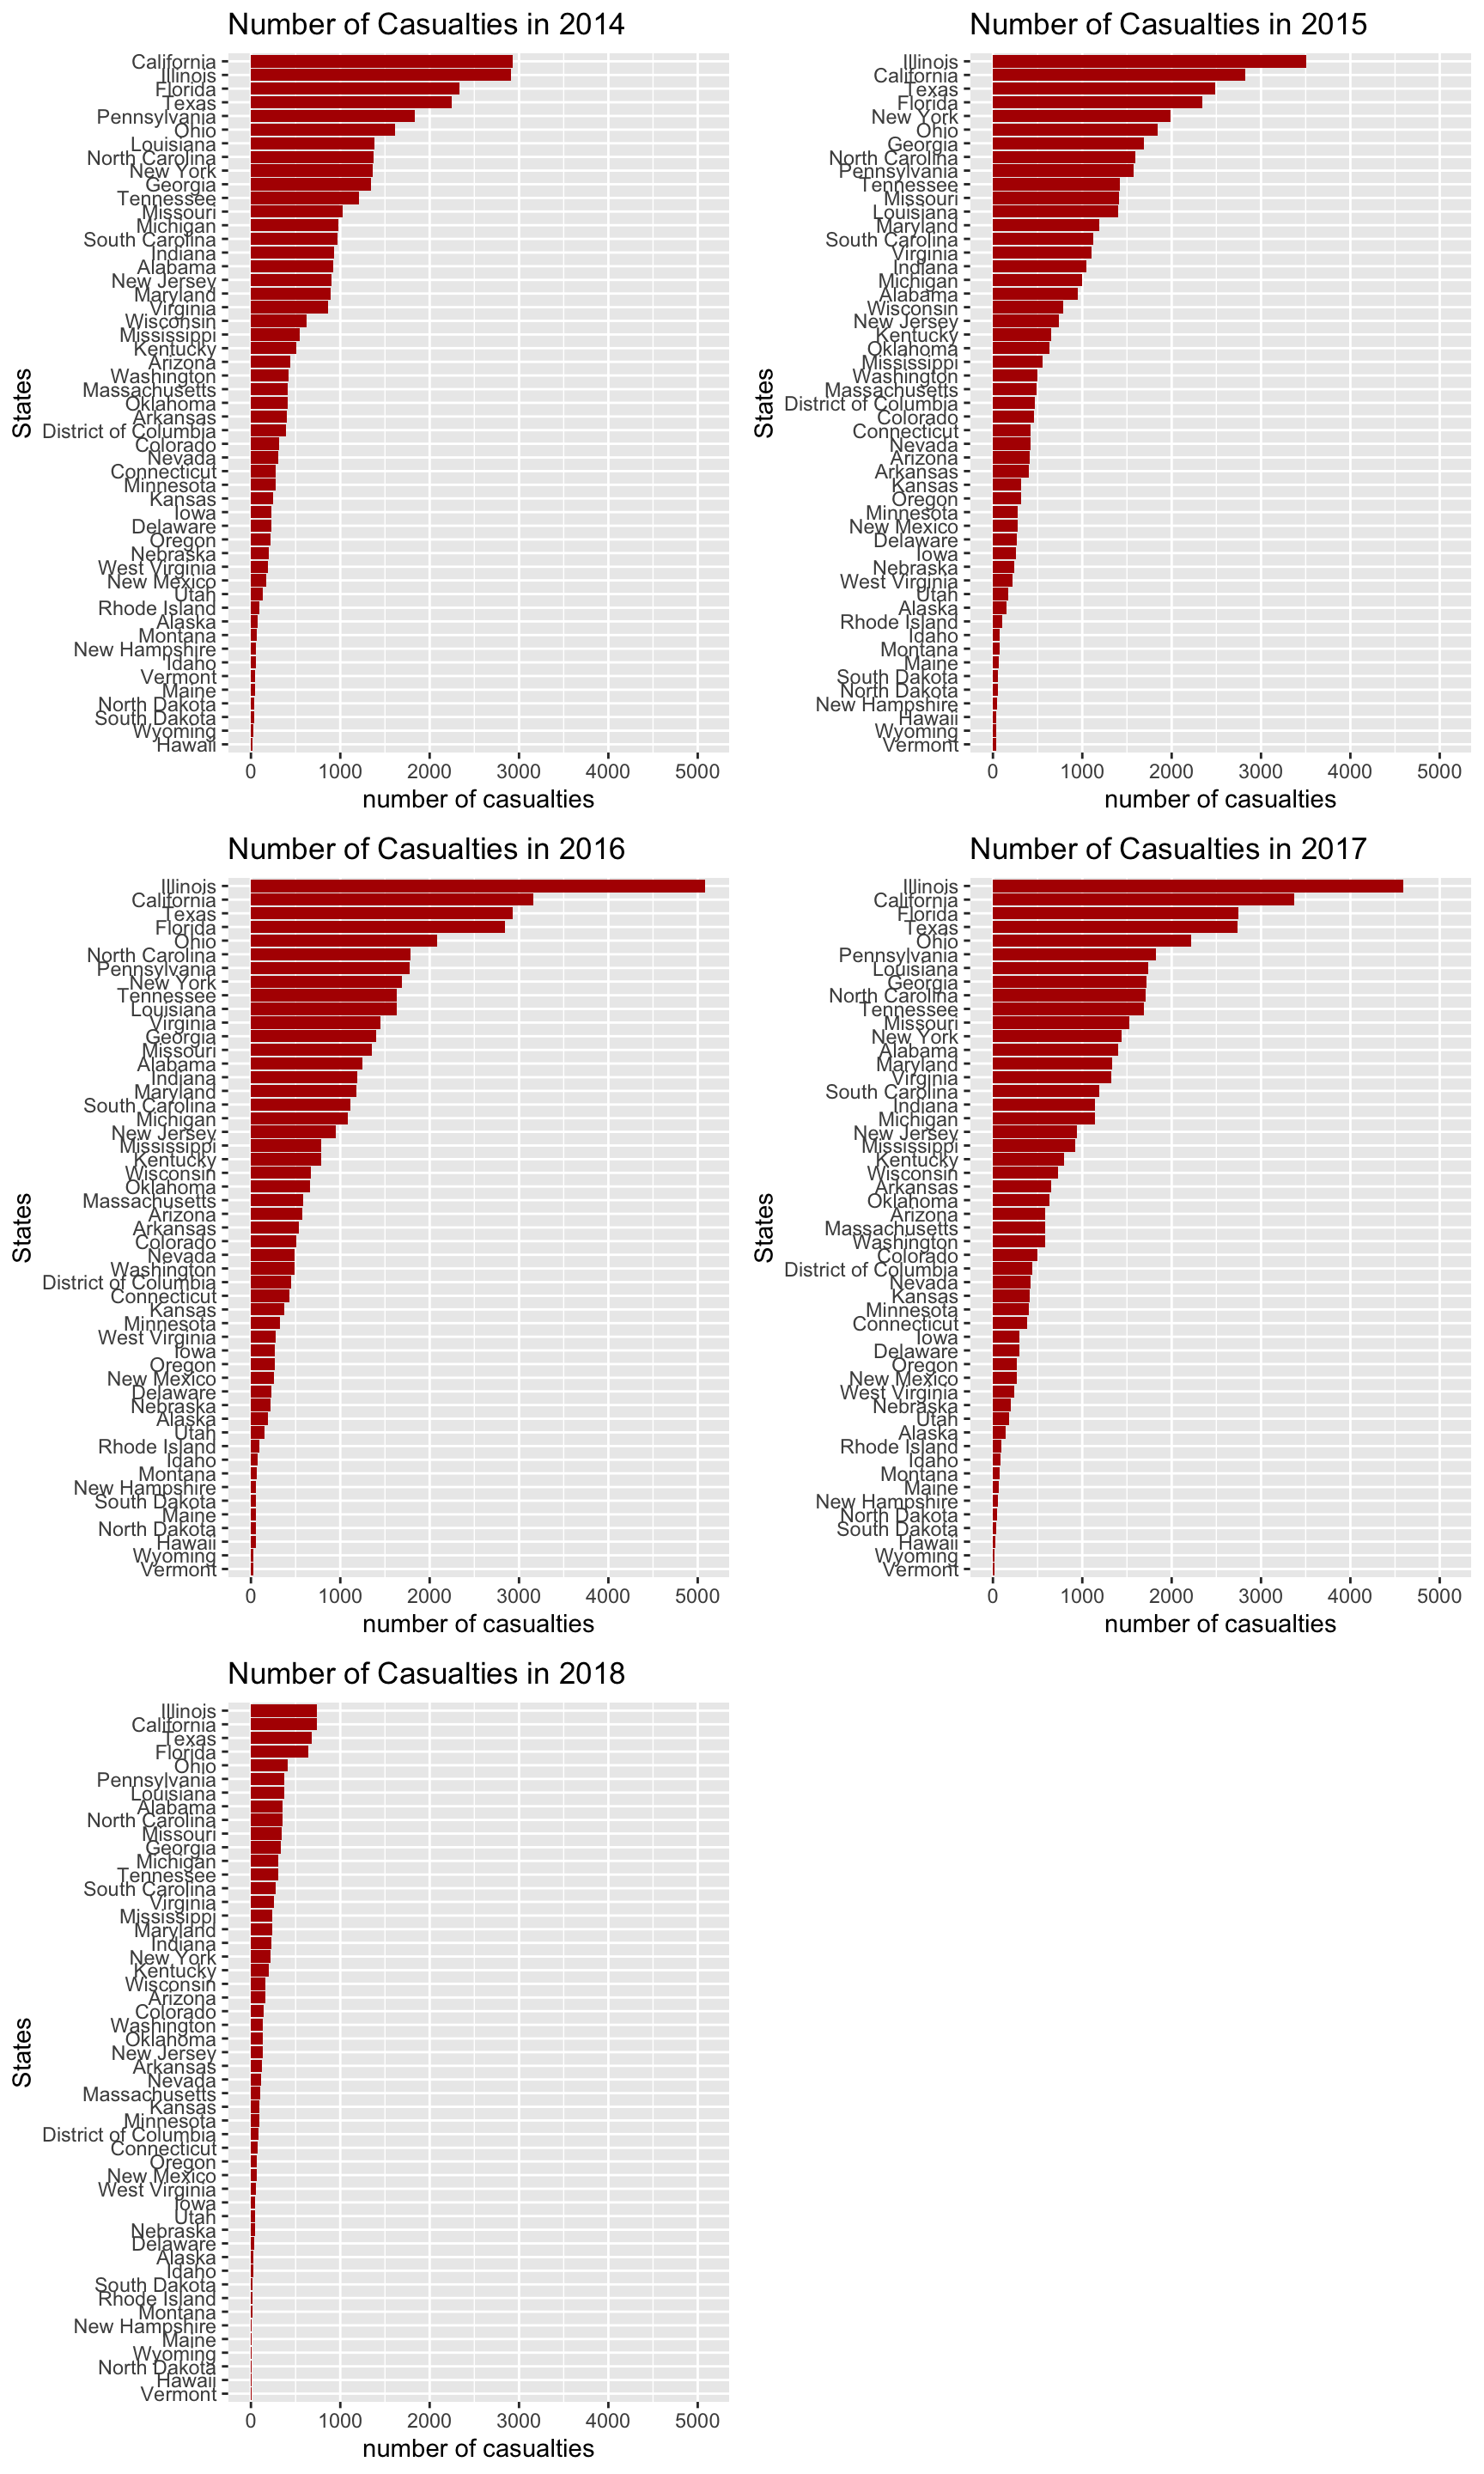 Number of Casualties in 2014
California
Illinois
Florida
Texas
Pennsylvania
Ohio
Louisiana
North Carolina
New York
Georgia
Tennessee
Missouri
Michigan
South Carolina
Indiana
Alabama
New Jersey
Maryland
Virginia
Wisconsin
Mississippi
Kentucky
Arizona
Washington
Massachusetts
Oklahoma
Arkansas
District of Columbia
Colorado
Nevada
Connecticut
Minnesota
Kansas
Iowa
Delaware
Oregon
Nebraska
West Virginia
New Mexico
Utah
Rhode Island
Alaska
Montana
New Hampshire
Idaho
Vermont
Maine
North Dakota
South Dakota
Wyoming
Hawaii
States
0 1000 2000 3000 4000 5000
number of casualties
Number of Casualties in 2015
Illinois
California
Texas
Florida
New York
Ohio
Georgia
North Carolina
Pennsylvania
Tennessee
Missouri
Louisiana
Maryland
South Carolina
Virginia
Indiana
Michigan
Alabama
Wisconsin
New Jersey
Kentucky
Oklahoma
Mississippi
Washington
Massachusetts
District of Columbia
Colorado
Connecticut
Nevada
Arizona
Arkansas
Kansas
Oregon
Minnesota
New Mexico
Delaware
Iowa
Nebraska
West Virginia
Utah
Alaska
Rhode Island
Idaho
Montana
Maine
South Dakota
North Dakota
New Hampshire
Hawaii
Wyoming
Vermont
States
0 1000 2000 3000 4000 5000
number of casualties
Number of Casualties in 2016
Illinois
California
Texas
Florida
Ohio
North Carolina
Pennsylvania
New York
Tennessee
Louisiana
Virginia
Georgia
Missouri
Alabama
Indiana
Maryland
South Carolina
Michigan
New Jersey
Mississippi
Kentucky
Wisconsin
Oklahoma
Massachusetts
Arizona
Arkansas
Colorado
Nevada
Washington
District of Columbia
Connecticut
Kansas
Minnesota
West Virginia
Iowa
Oregon
New Mexico
Delaware
Nebraska
Alaska
Utah
Rhode Island
Idaho
Montana
New Hampshire
South Dakota
Maine
North Dakota
Hawaii
Wyoming
Vermont
States
0 1000 2000 3000 4000 5000
number of casualties
Number of Casualties in 2017
Illinois
California
Florida
Texas
Ohio
Pennsylvania
Louisiana
Georgia
North Carolina
Tennessee
Missouri
New York
Alabama
Maryland
Virginia
South Carolina
Indiana
Michigan
New Jersey
Mississippi
Kentucky
Wisconsin
Arkansas
Oklahoma
Arizona
Massachusetts
Washington
Colorado
District of Columbia
Nevada
Kansas
Minnesota
Connecticut
Iowa
Delaware
Oregon
New Mexico
West Virginia
Nebraska
Utah
Alaska
Rhode Island
Idaho
Montana
Maine
New Hampshire
North Dakota
South Dakota
Hawaii
Wyoming
Vermont
States
0 1000 2000 3000 4000 5000
number of casualties
Number of Casualties in 2018
Illinois
California
Texas
Florida
Ohio
Pennsylvania
Louisiana
Alabama
North Carolina
Missouri
Georgia
Michigan
Tennessee
South Carolina
Virginia
Mississippi
Maryland
Indiana
New York
Kentucky
Wisconsin
Arizona
Colorado
Washington
Oklahoma
New Jersey
Arkansas
Nevada
Massachusetts
Kansas
Minnesota
District of Columbia
Connecticut
Oregon
New Mexico
West Virginia
Iowa
Utah
Nebraska
Delaware
Alaska
Idaho
South Dakota
Rhode Island
Montana
New Hampshire
Maine
Wyoming
North Dakota
Hawaii
Vermont
States
0 1000 2000 3000 4000 5000
number of casualties